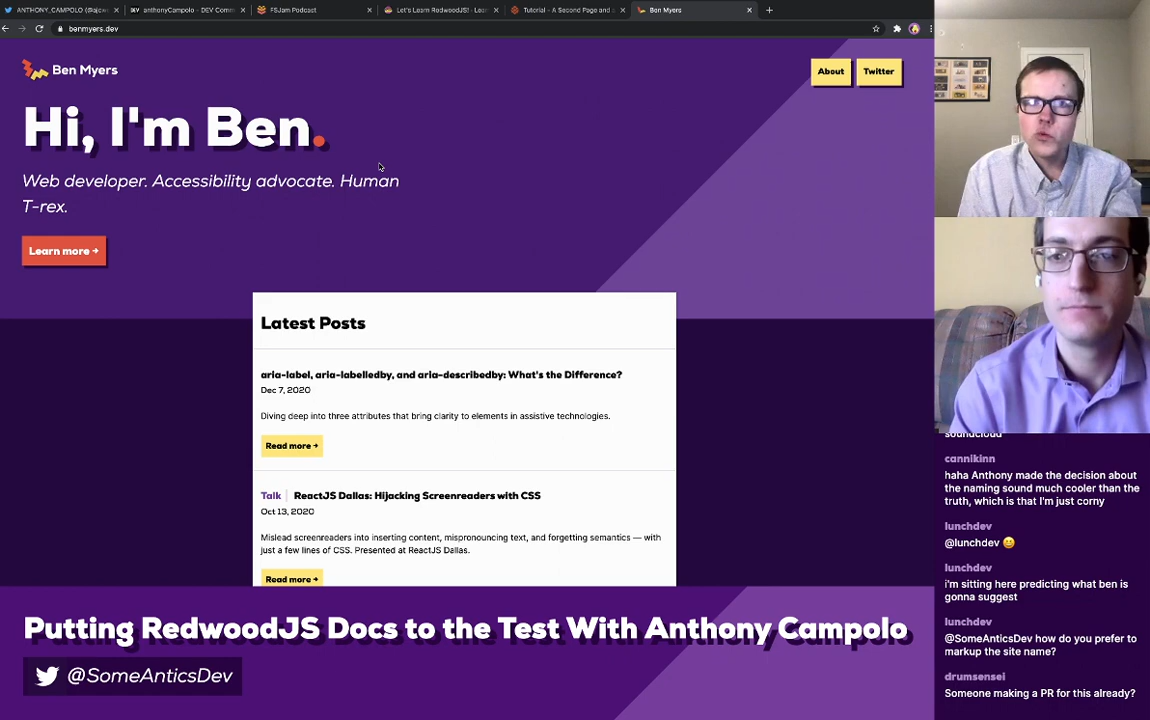 ANTHONY_CAMPOLO (@ajcwe
anthonyCampolo – DEV Comm
FSJam Podcast
Let's Learn RedwoodJS! - Lear
Tutorial - A Second Page and
Ben Myers
benmyers.dev
Ben Myers
About
Twitter
Hi, I'm Ben.
Web developer. Accessibility advocate. Human
T-rex.
Learn more →
Latest Posts
aria-label, aria-labelledby, and aria-describedby: What's the Difference?
Dec 7, 2020
Diving deep into three attributes that bring clarity to elements in assistive technologies.
Read more →
Talk | ReactJS Dallas: Hijacking Screenreaders with CSS
Oct 13, 2020
Mislead screenreaders into inserting content, mispronouncing text, and forgetting semantics — with
just a few lines of CSS. Presented at ReactJS Dallas.
Read more →
soundcloud
cannikinn
haha Anthony made the decision about
the naming sound much cooler than the
truth, which is that I'm just corny
lunchdev
@lunchdev 😄
lunchdev
i'm sitting here predicting what ben is
gonna suggest
lunchdev
@SomeAnticsDev how do you prefer to
markup the site name?
drumsensei
Someone making a PR for this already?
Putting RedwoodJS Docs to the Test With Anthony Campolo
@SomeAnticsDev